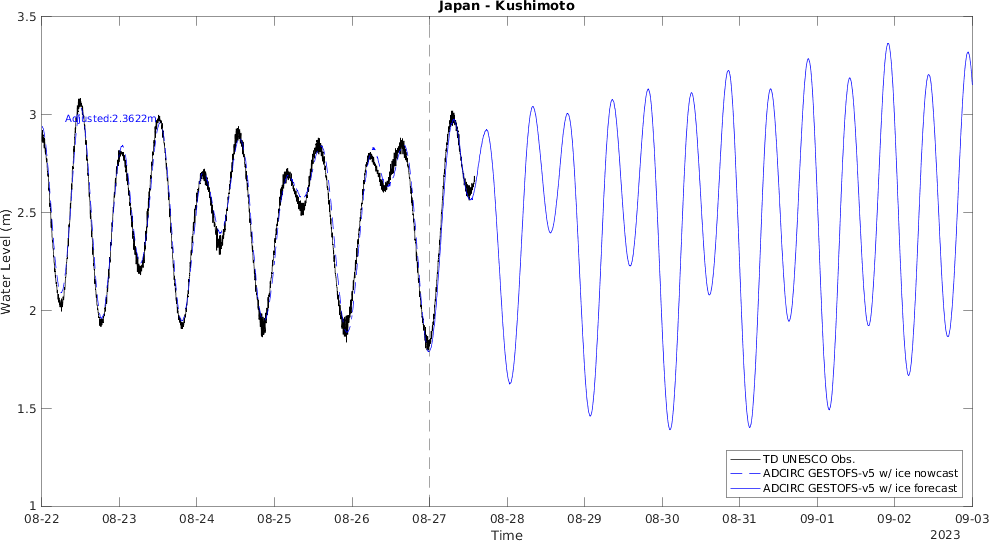 Japan - Kushimoto
3.5
3
2.5
2
1.5
1
Water Level (m)
Adjusted:2.3622m
TD UNESCO Obs.
ADCIRC GESTOFS-v5 w/ ice nowcast
ADCIRC GESTOFS-v5 w/ ice forecast
08-22 08-23 08-24 08-25 08-26 08-27 08-28 08-29 08-30 08-31 09-01 09-02 09-03
Time
2023